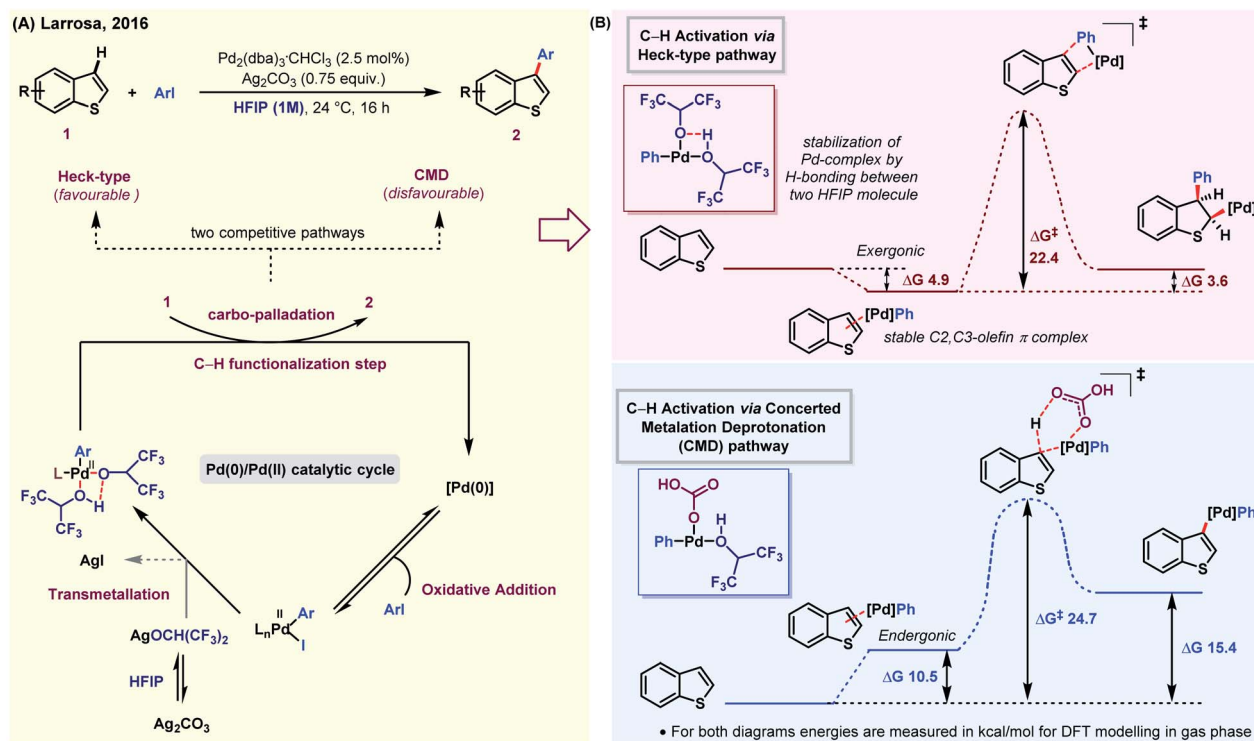 (A) Larrosa, 2016
H
R
S
1
+
ArI
Pd2(dba)3·CHCl3 (2.5 mol%)
Ag2CO3 (0.75 equiv.)
HFIP (1M), 24 °C, 16 h
Ar
R
S
2
Heck-type
(favourable )
CMD
(disfavourable)
two competitive pathways
1
2
carbo-palladation
C–H functionalization step
Ar
II
L–Pd–O
CF3
CF3
F3C
O
H
CF3
Pd(0)/Pd(II) catalytic cycle
[Pd(0)]
AgI
Transmetallation
Oxidative Addition
ArI
II
LnPd
Ar
I
AgOCH(CF3)2
HFIP
Ag2CO3
(B)
C–H Activation via
Heck-type pathway
Ph
[Pd]
S
‡
F3C
CF3
O
H
Ph–Pd–O
CF3
F3C
stabilization of
Pd-complex by
H-bonding between
two HFIP molecule
S
Exergonic
ΔG 4.9
ΔG‡
22.4
Ph
H
[Pd]
S
H
ΔG 3.6
[Pd]Ph
S
stable C2,C3-olefin π complex
C–H Activation via Concerted
Metalation Deprotonation
(CMD) pathway
O
OH
H
O
[Pd]Ph
S
‡
HO
O
O
H
Ph–Pd–O
CF3
F3C
[Pd]Ph
S
[Pd]Ph
S
Endergonic
ΔG 10.5
ΔG‡ 24.7
ΔG 15.4
S
• For both diagrams energies are measured in kcal/mol for DFT modelling in gas phase